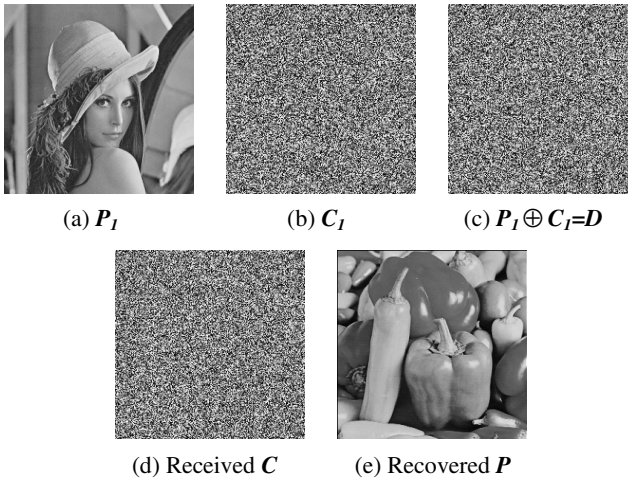 (a) P₁
(b) C₁
(c) P₁ ⊕ C₁=D
(d) Received C
(e) Recovered P